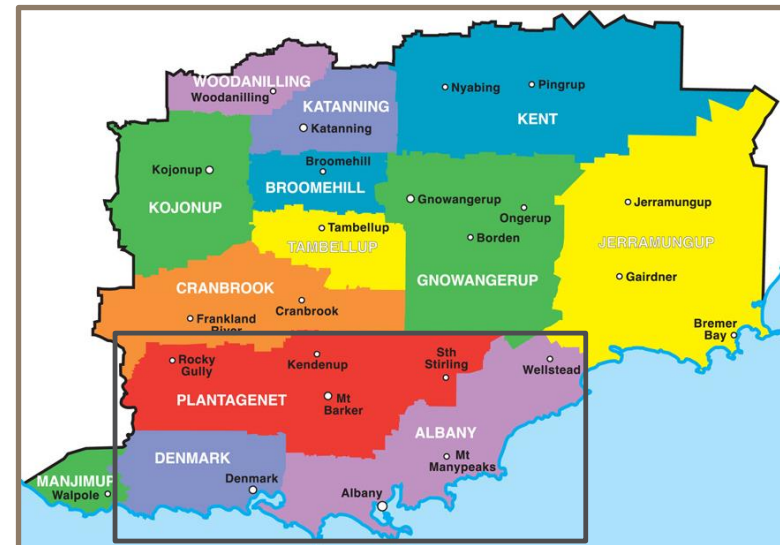 WOODANILLING
Woodanilling
KATANNING
Katanning
Nyabing
Pingrup
KENT
Kojonup
KOJONUP
Broomehill
BROOMEHILL
Gnowangerup
Ongerup
Borden
GNOWANGERUP
Jerramungup
JERRAMUNGUP
Gairdner
Bremer
Bay
Tambellup
TAMBELLUP
CRANBROOK
Cranbrook
Frankland
River
Rocky
Gully
Kendenup
Sth
Stirling
Wellstead
PLANTAGENET
Mt
Barker
ALBANY
Mt
Manypeaks
DENMARK
Denmark
Albany
MANJIMUP
Walpole